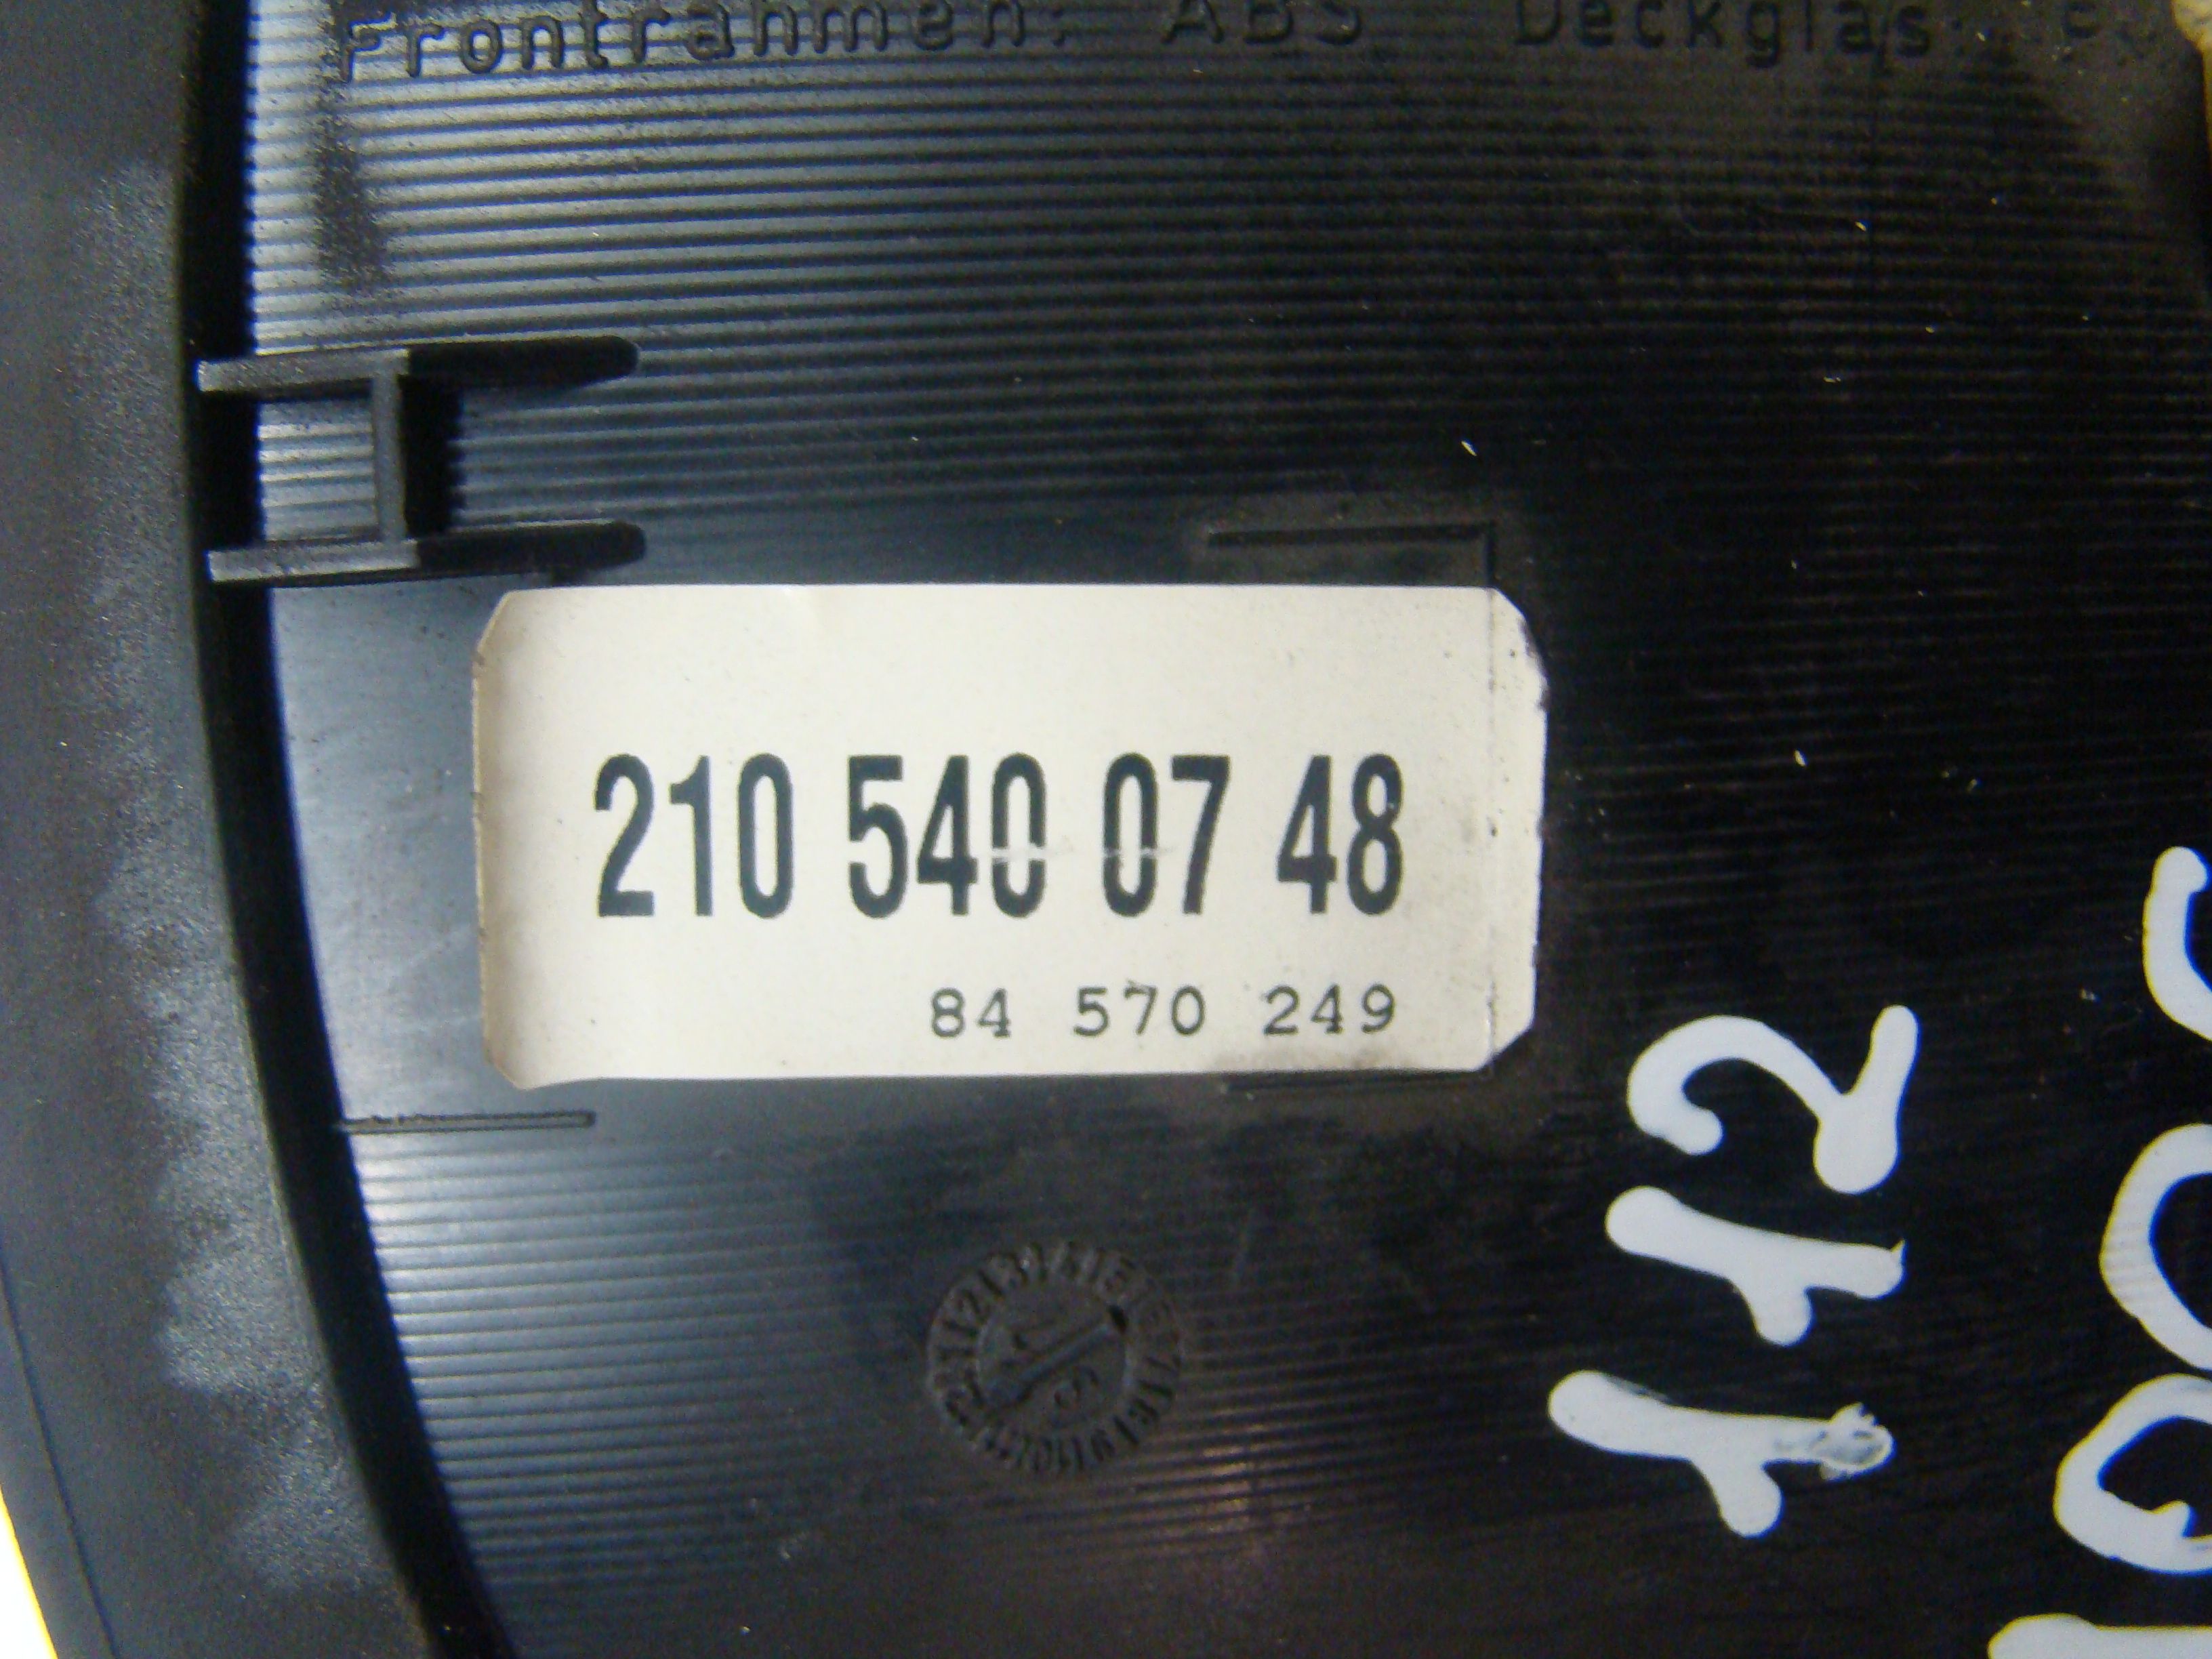 Frontrahmen: ABS Deckglas:
210 540 07 48
84 570 249
112